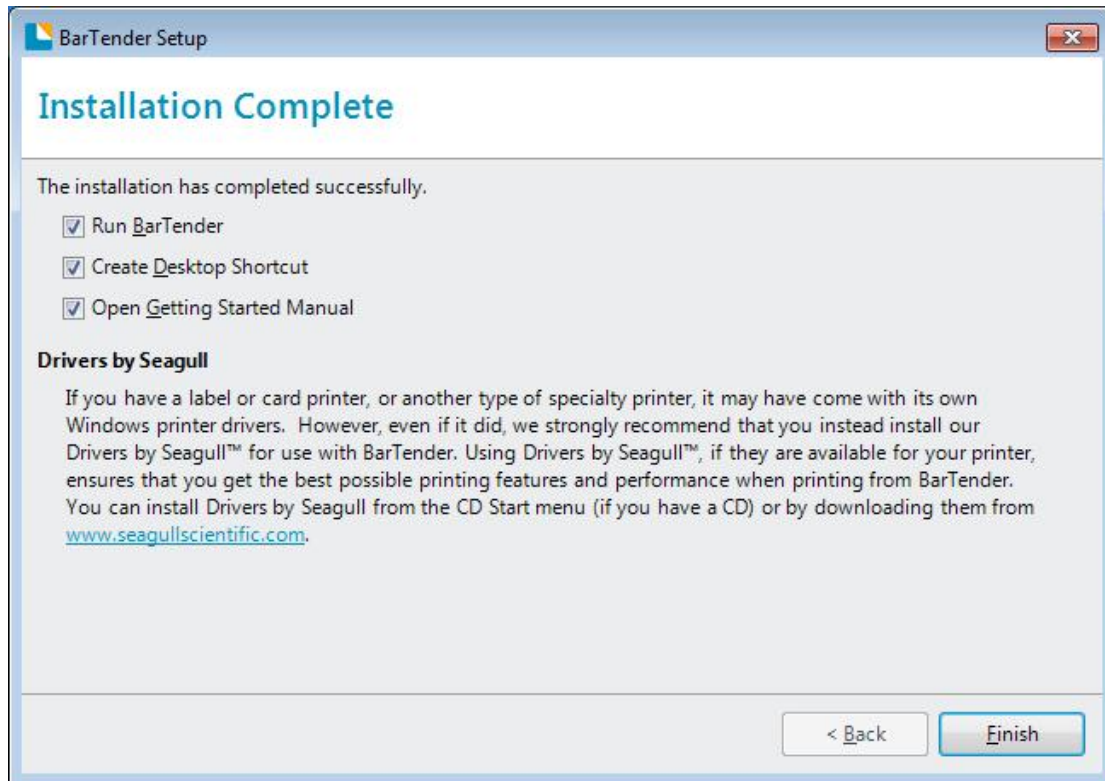 BarTender Setup
Installation Complete
The installation has completed successfully.
Run BarTender
Create Desktop Shortcut
Open Getting Started Manual
Drivers by Seagull
If you have a label or card printer, or another type of specialty printer, it may have come with its own
Windows printer drivers.  However, even if it did, we strongly recommend that you instead install our
Drivers by Seagull™ for use with BarTender. Using Drivers by Seagull™, if they are available for your printer,
ensures that you get the best possible printing features and performance when printing from BarTender.
You can install Drivers by Seagull from the CD Start menu (if you have a CD) or by downloading them from
www.seagullscientific.com.
< Back
Finish